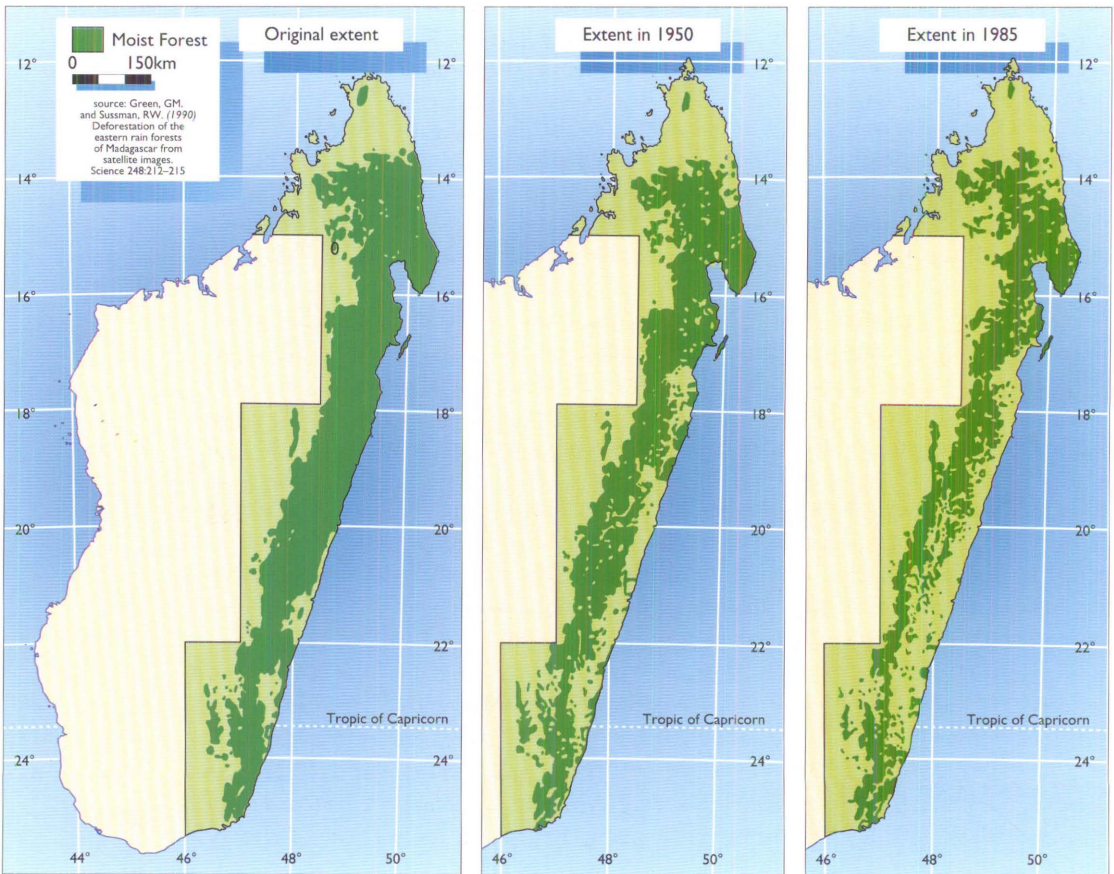 Moist Forest
0 150km
source: Green, GM.
and Sussman, RW. (1990)
Deforestation of the
eastern rain forests
of Madagascar from
satellite images.
Science 248:212–215
Original extent
12°
14°
16°
18°
20°
22°
24°
Tropic of Capricorn
44° 46° 48° 50°
0
Extent in 1950
12°
14°
16°
18°
20°
22°
Tropic of Capricorn
24°
46° 48° 50°
Extent in 1985
12°
14°
16°
18°
20°
22°
Tropic of Capricorn
24°
46° 48° 50°